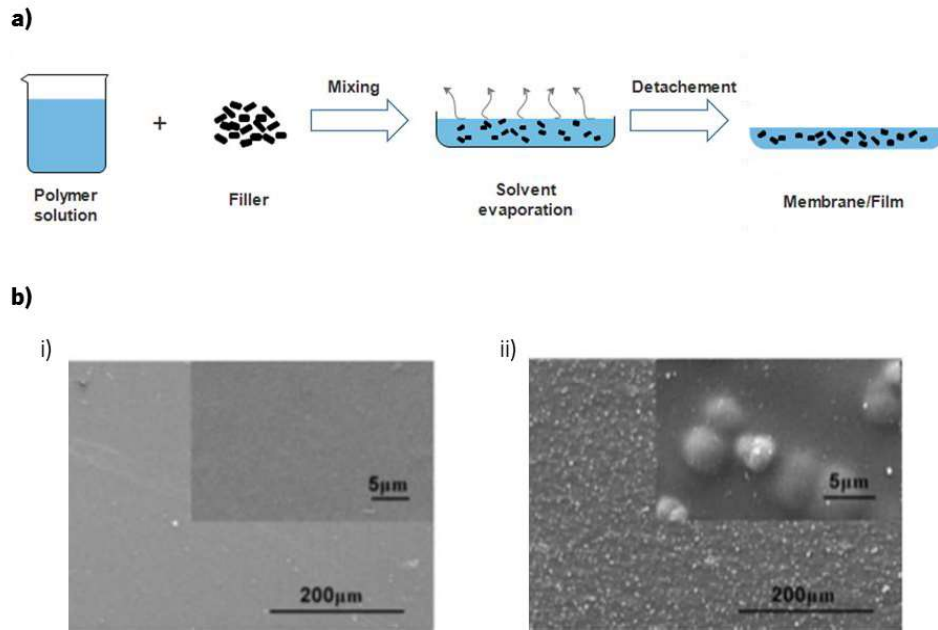 a)
Mixing
Detachement
+
Polymer
solution
Filler
Solvent
evaporation
Membrane/Film
b)
i)
ii)
5μm
200μm
5μm
200μm